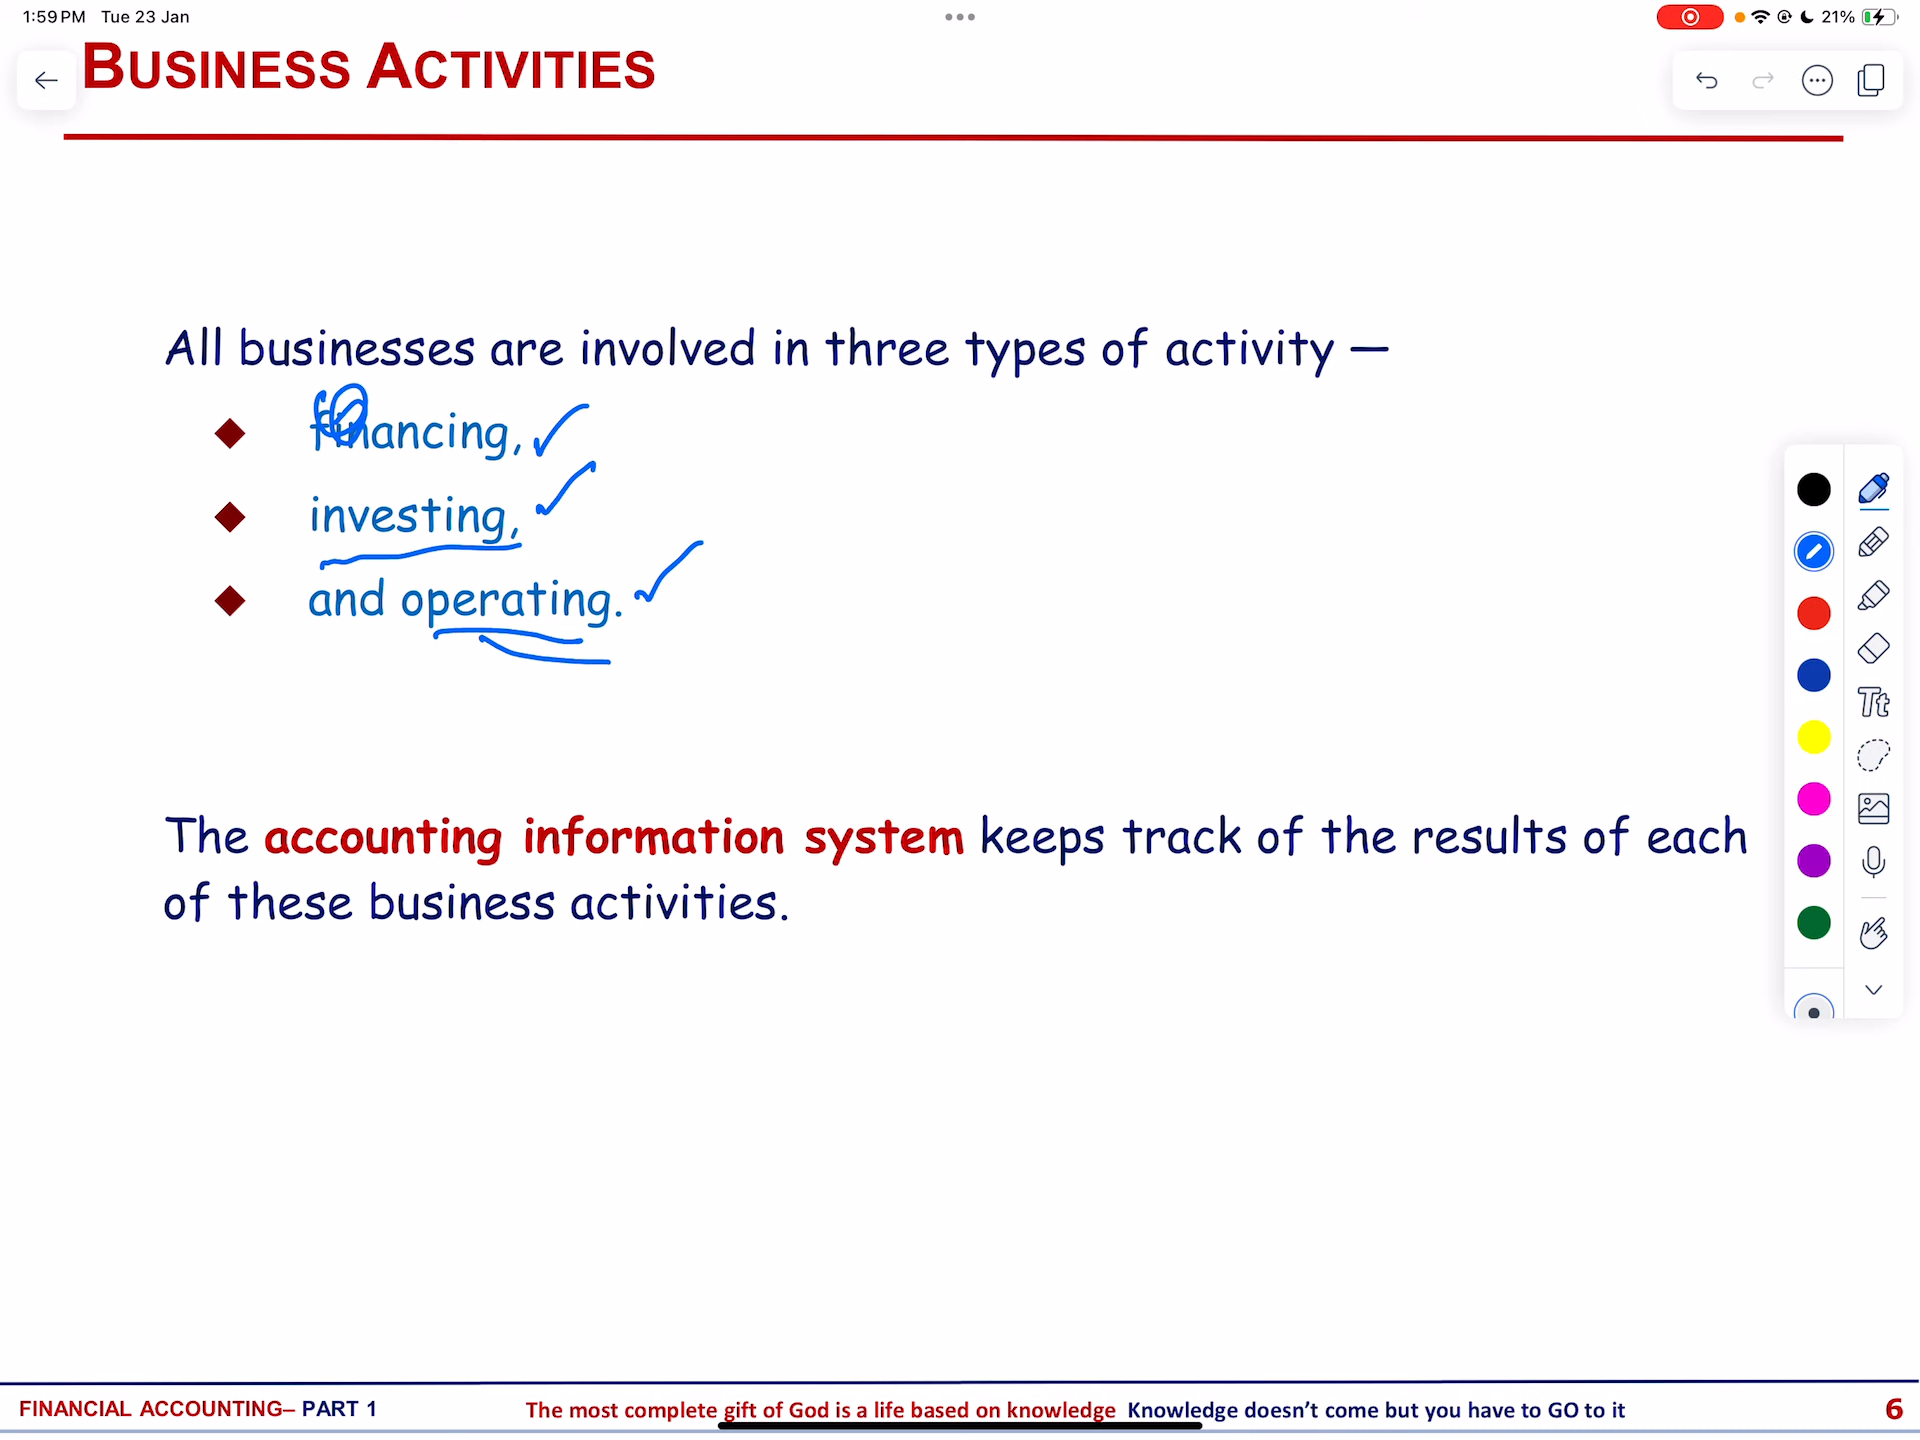 1:59 PM Tue 23 Jan
21%
BUSINESS ACTIVITIES
All businesses are involved in three types of activity —
financing,
investing,
and operating.
Tt
The accounting information system keeps track of the results of each
of these business activities.
FINANCIAL ACCOUNTING– PART 1
The most complete gift of God is a life based on knowledge Knowledge doesn’t come but you have to GO to it
6